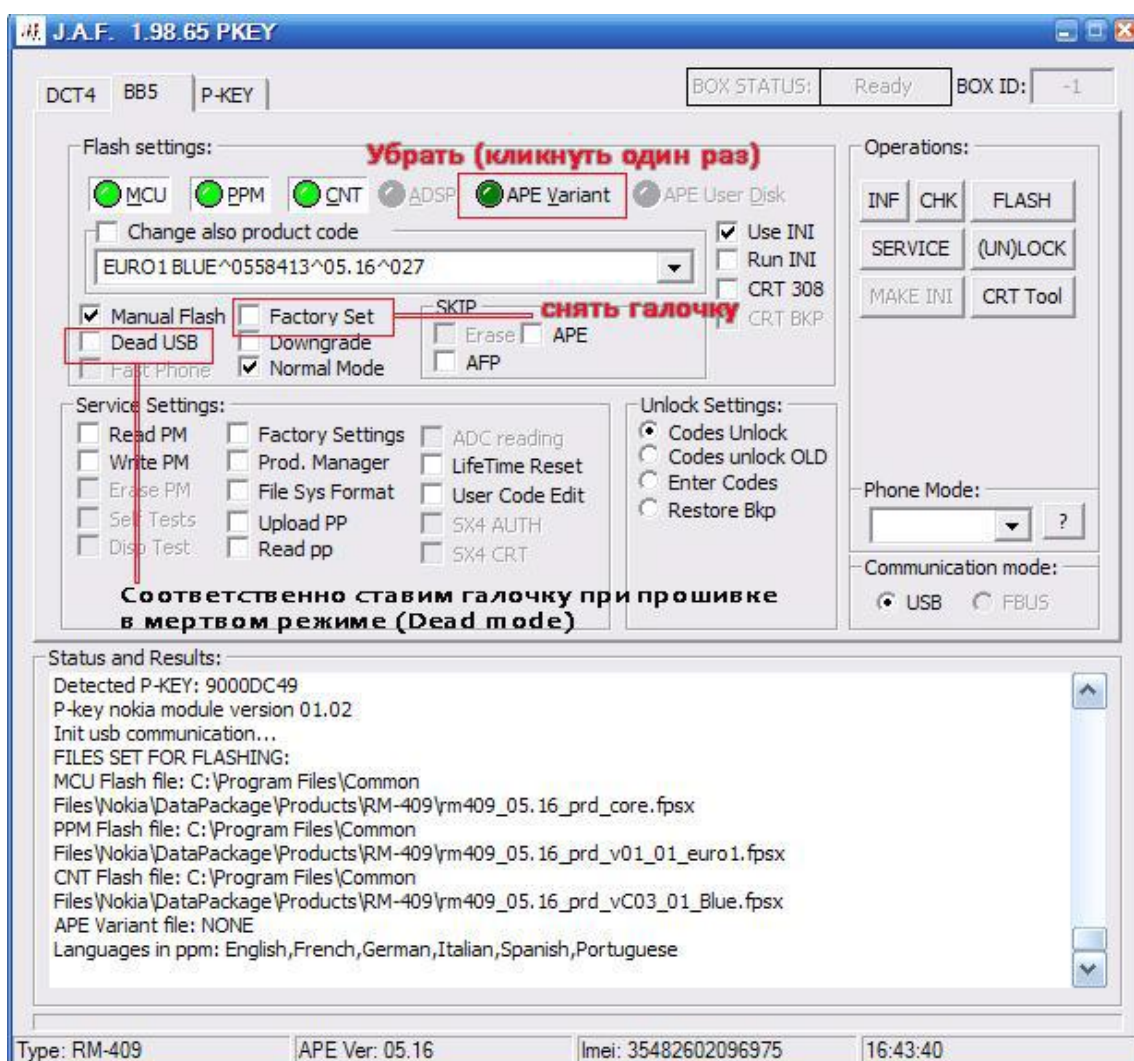 J.A.F. 1.98.65 PKEY
DCT4 BB5 P-KEY
BOX STATUS: Ready BOX ID: -1
Flash settings:
Убрать (кликнуть один раз)
Operations:
MCU PPM CNT ADSP APE Variant APE User Disk
INF CHK FLASH
Change also product code
Use INI
EURO1 BLUE^0558413^05.16^027
Run INI
SERVICE (UN)LOCK
CRT 308
MAKE INI CRT Tool
Manual Flash Factory Set
SKIP
снять галочку
CRT BKP
Dead USB Downgrade
Erase APE
Fast Phone Normal Mode
AFP
Service Settings:
Unlock Settings:
Read PM Factory Settings ADC reading
Codes Unlock
Write PM Prod. Manager LifeTime Reset
Codes unlock OLD
Erase PM File Sys Format User Code Edit
Enter Codes
Self Tests Upload PP SX4 AUTH
Restore Bkp
Disp Test Read pp SX4 CRT
Phone Mode:
?
Communication mode:
USB FBUS
Соответственно ставим галочку при прошивке
в мертвом режиме (Dead mode)
Status and Results:
Detected P-KEY: 9000DC49
P-key nokia module version 01.02
Init usb communication...
FILES SET FOR FLASHING:
MCU Flash file: C:\Program Files\Common
Files\Nokia\DataPackage\Products\RM-409\rm409_05.16_prd_core.fpsx
PPM Flash file: C:\Program Files\Common
Files\Nokia\DataPackage\Products\RM-409\rm409_05.16_prd_v01_01_euro1.fpsx
CNT Flash file: C:\Program Files\Common
Files\Nokia\DataPackage\Products\RM-409\rm409_05.16_prd_vC03_01_Blue.fpsx
APE Variant file: NONE
Languages in ppm: English,French,German,Italian,Spanish,Portuguese
Type: RM-409 APE Ver: 05.16 Imei: 35482602096975 16:43:40